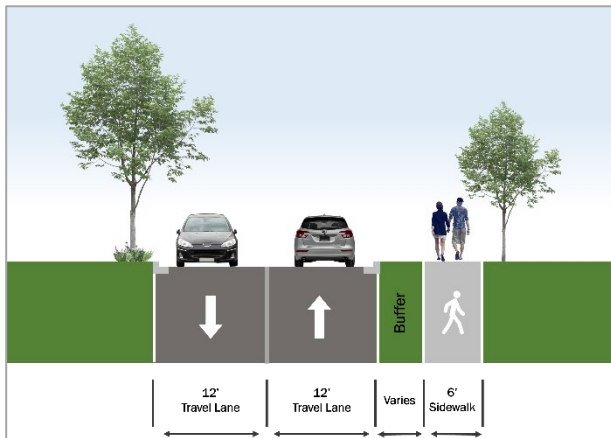 Buffer
12'
Travel Lane
12'
Travel Lane
Varies
6'
Sidewalk